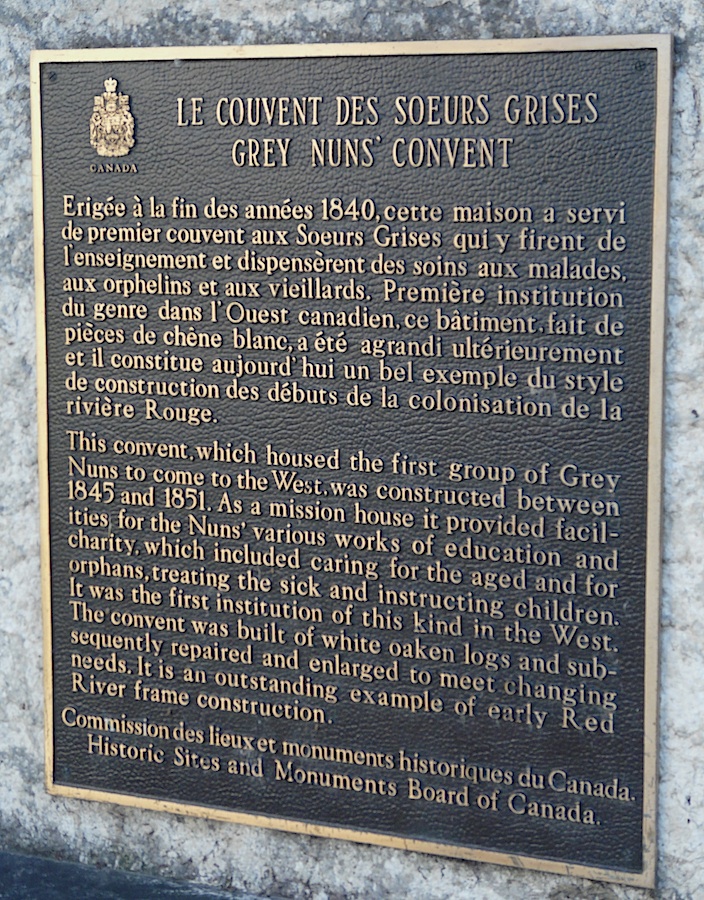 CANADA
LE COUVENT DES SOEURS GRISES
GREY NUNS' CONVENT
Erigée à la fin des années 1840, cette maison a servi
de premier couvent aux Soeurs Grises qui y firent de
l'enseignement et dispensèrent des soins aux malades,
aux orphelins et aux vieillards. Première institution
du genre dans l'Ouest canadien, ce bâtiment, fait de
pièces de chêne blanc, a été agrandi ultérieurement
et il constitue aujourd'hui un bel exemple du style
de construction des débuts de la colonisation de la
rivière Rouge.
This convent, which housed the first group of Grey
Nuns to come to the West, was constructed between
1845 and 1851. As a mission house it provided facil-
ities for the Nuns' various works of education and
charity, which included caring for the aged and for
orphans, treating the sick and instructing children.
It was the first institution of this kind in the West.
The convent was built of white oaken logs and sub-
sequently repaired and enlarged to meet changing
needs. It is an outstanding example of early Red
River frame construction.
Commission des lieux et monuments historiques du Canada.
Historic Sites and Monuments Board of Canada.